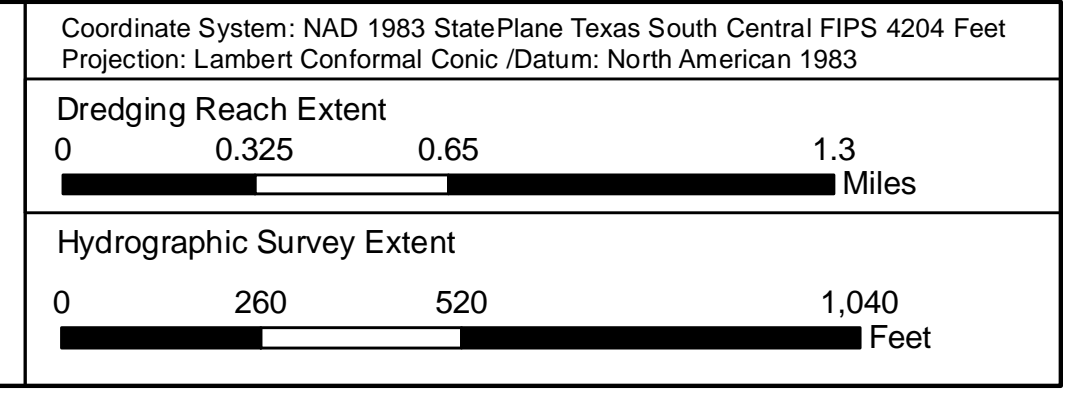 Coordinate System: NAD 1983 StatePlane Texas South Central FIPS 4204 Feet
Projection: Lambert Conformal Conic /Datum: North American 1983
Dredging Reach Extent
0 0.325 0.65 1.3
Miles
Hydrographic Survey Extent
0 260 520 1,040
Feet